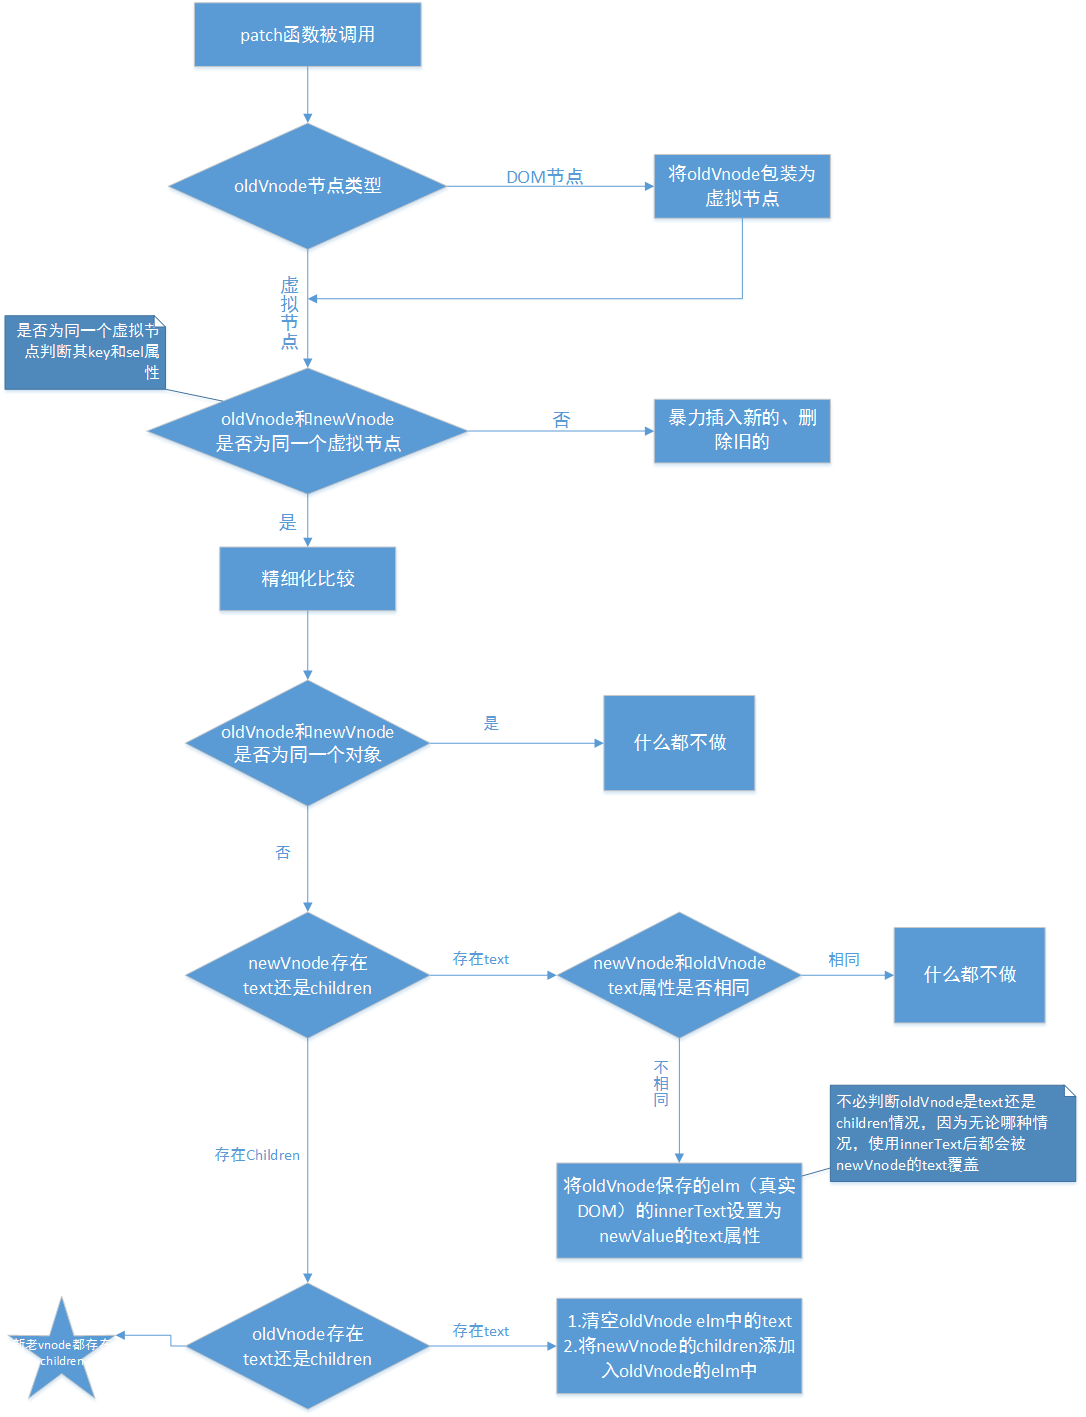 patch函数被调用
oldVnode节点类型
DOM节点
将oldVnode包装为
虚拟节点
虚拟节点
是否为同一个虚拟节
点判断其key和sel属
性
oldVnode和newVnode
是否为同一个虚拟节点
否
暴力插入新的、删
除旧的
是
精细化比较
oldVnode和newVnode
是否为同一个对象
是
什么都不做
否
newVnode存在
text还是children
存在text
newVnode和oldVnode
text属性是否相同
相同
什么都不做
不相同
不必判断oldVnode是text还是
children情况，因为无论哪种情
况，使用innerText后都会被
newVnode的text覆盖
存在Children
将oldVnode保存的elm（真实
DOM）的innerText设置为
newValue的text属性
oldVnode存在
text还是children
存在text
1.清空oldVnode elm中的text
2.将newVnode的children添加
入oldVnode的elm中
新老vnode都存在
children